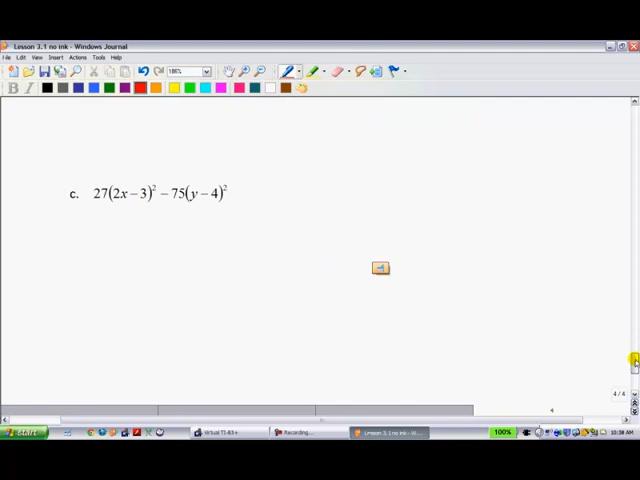 Lesson 3.1 no ink - Windows Journal
File Edit View Insert Actions Tools Help
c. 27(2x – 3)² – 75(y – 4)²
4 / 4
4
start
Virtual TI-83+
Recording...
Lesson 3.1 no ink - W...
100%
10:38 AM